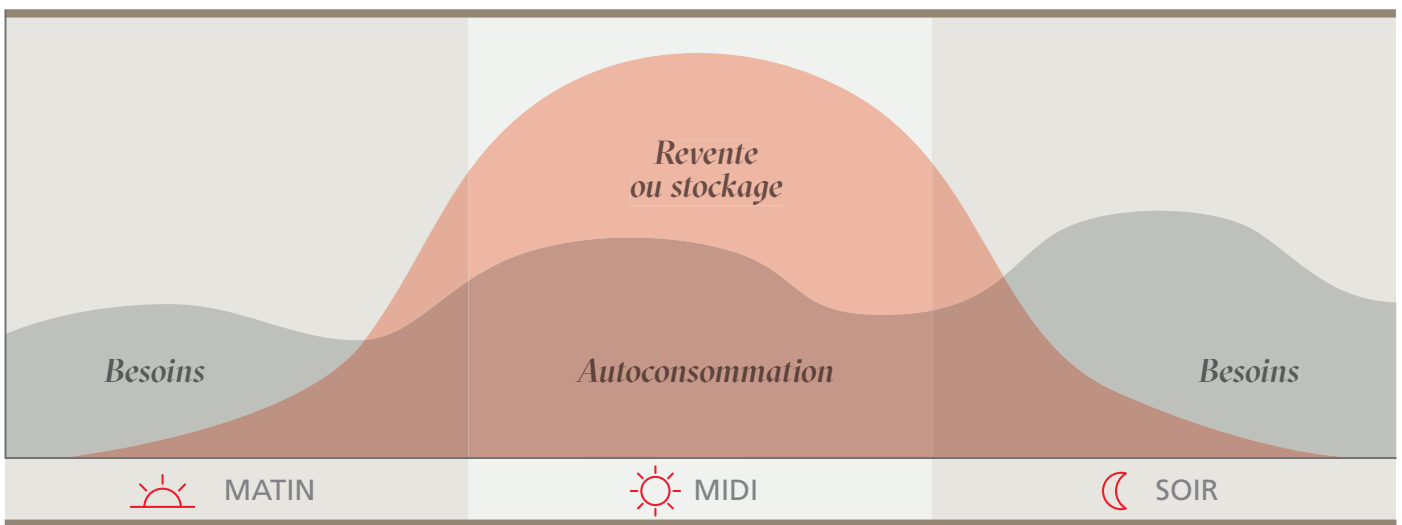 Revente
ou stockage
Besoins
Autoconsommation
Besoins
MATIN
MIDI
SOIR